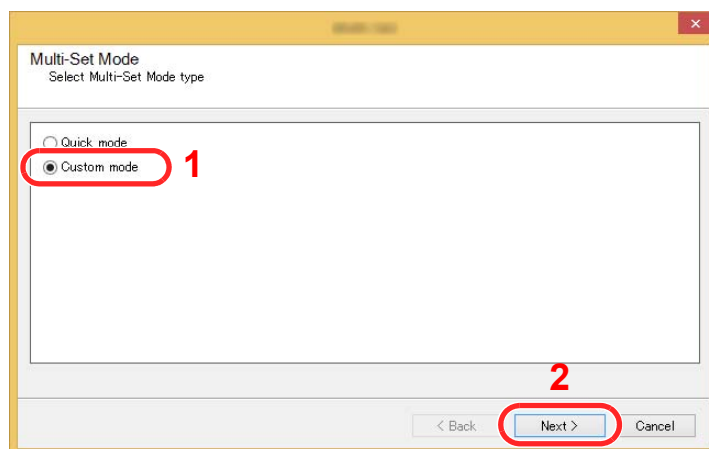 Multi-Set Mode
Select Multi-Set Mode type
Quick mode
Custom mode 1
2
< Back Next > Cancel